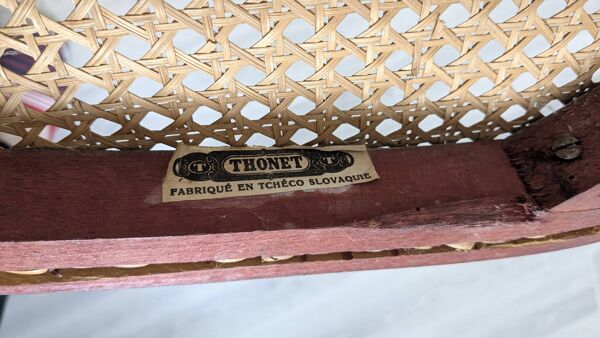 T THONET T
FABRIQUÉ EN TCHÉCO SLOVAQUIE